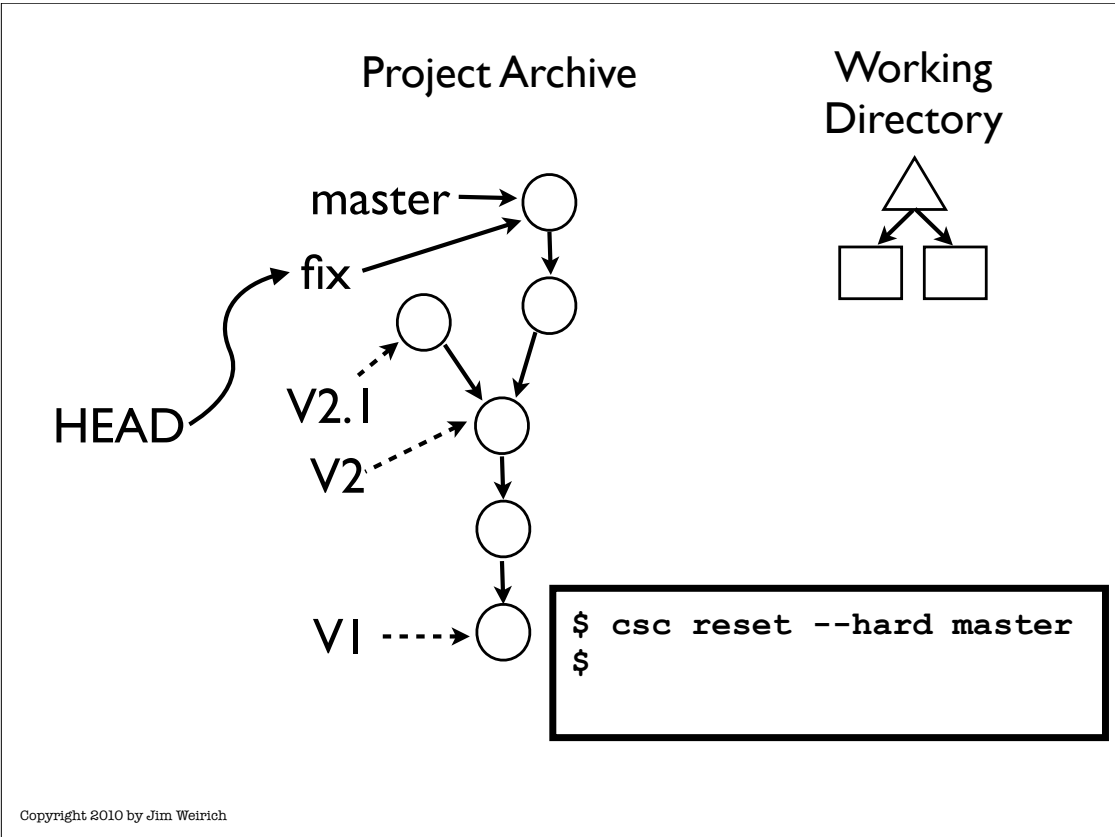 Project Archive
Working
Directory
master
fix
HEAD
V2.1
V2
V1
$ csc reset --hard master
$
Copyright 2010 by Jim Weirich